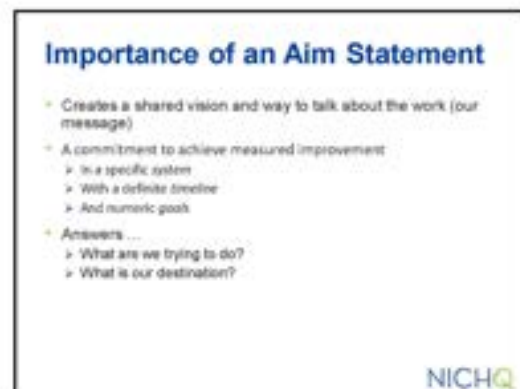 Importance of an Aim Statement
• Creates a shared vision and way to talk about the work (our
message)
• A commitment to achieve measured improvement
➢ In a specific system
➢ With a definite timeline
➢ And numeric goals
• Answers ...
➢ What are we trying to do?
➢ What is our destination?
NICHQ